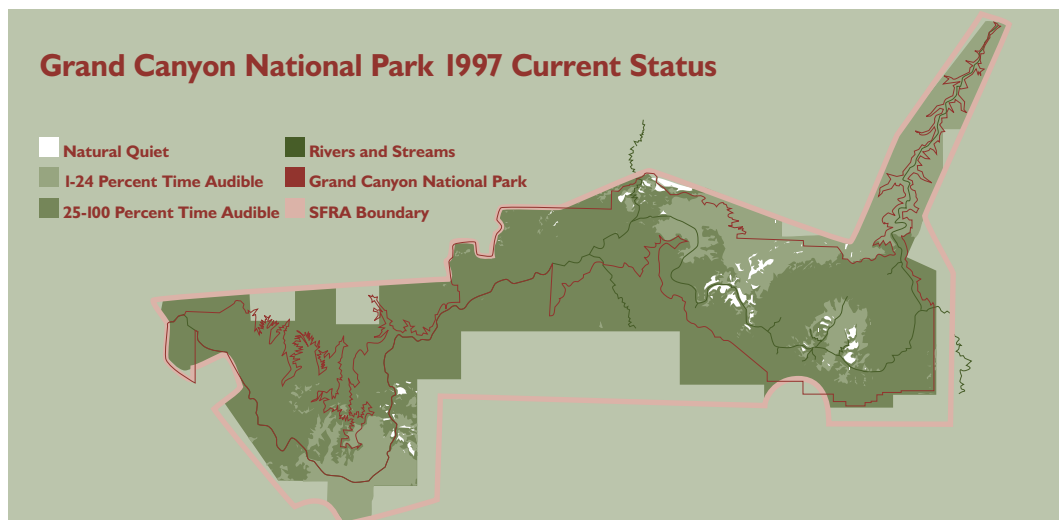 Grand Canyon National Park 1997 Current Status
Natural Quiet
1-24 Percent Time Audible
25-100 Percent Time Audible
Rivers and Streams
Grand Canyon National Park
SFRA Boundary